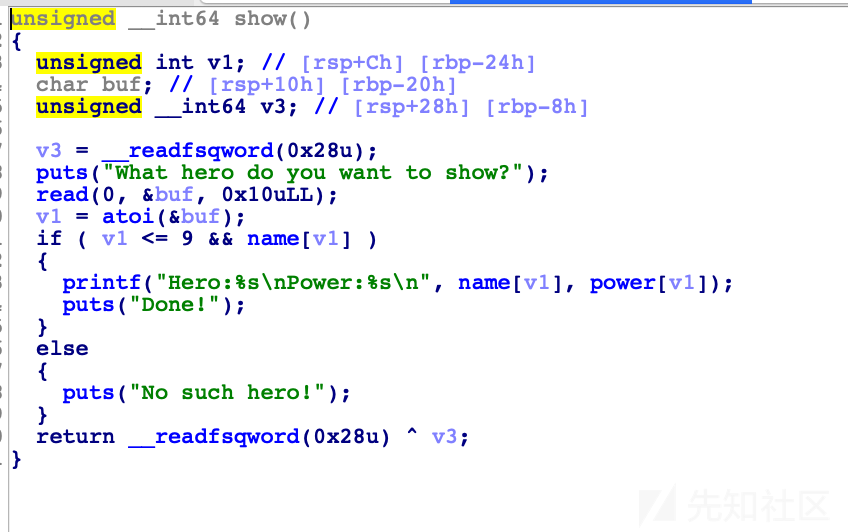 unsigned __int64 show()
{
unsigned int v1; // [rsp+Ch] [rbp-24h]
char buf; // [rsp+10h] [rbp-20h]
unsigned __int64 v3; // [rsp+28h] [rbp-8h]
v3 = __readfsqword(0x28u);
puts("What hero do you want to show?");
read(0, &buf, 0x10uLL);
v1 = atoi(&buf);
if ( v1 <= 9 && name[v1] )
{
printf("Hero:%s\nPower:%s\n", name[v1], power[v1]);
puts("Done!");
}
else
{
puts("No such hero!");
}
return __readfsqword(0x28u) ^ v3;
}
先知社区